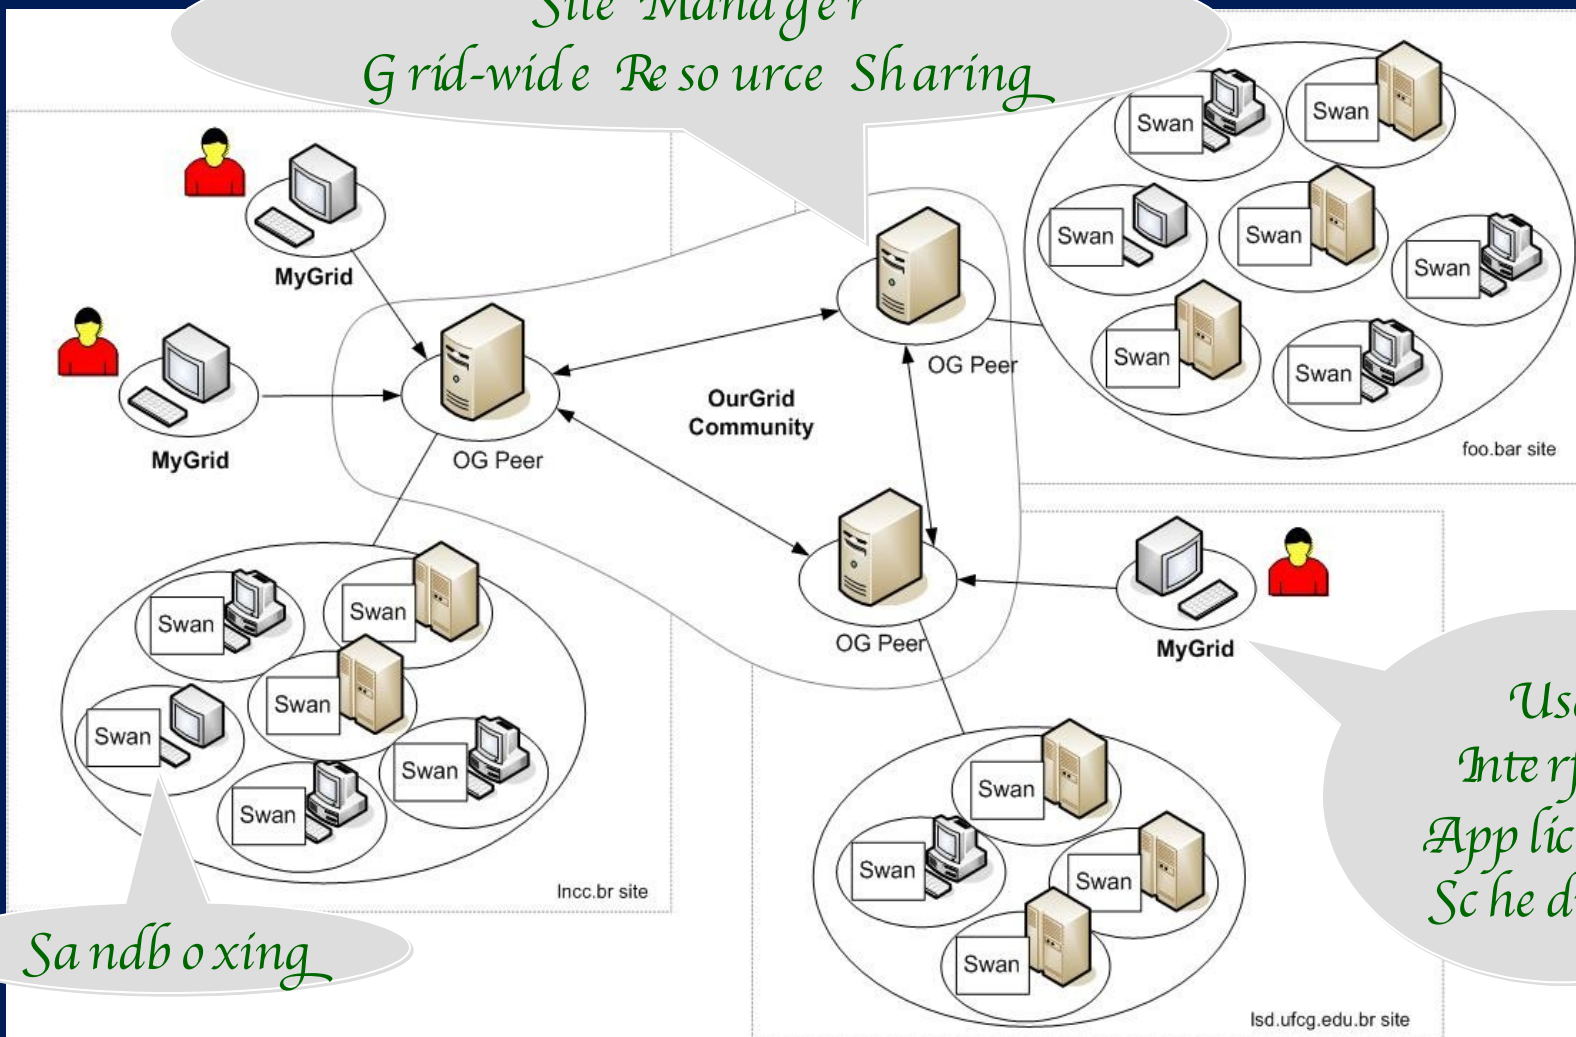 Site Manager
Grid-wide Resource Sharing
Swan
Swan
Swan
Swan
Swan
Swan
Swan
foo.bar site
MyGrid
MyGrid
OG Peer
OG Peer
OurGrid
Community
OG Peer
MyGrid
Swan
Swan
Swan
Swan
Swan
Swan
lncc.br site
Sandboxing
Swan
Swan
Swan
Swan
lsd.ufcg.edu.br site